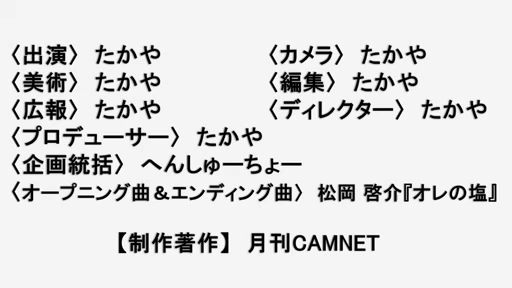 〈出演〉 たかや 〈カメラ〉 たかや
〈美術〉 たかや 〈編集〉 たかや
〈広報〉 たかや 〈ディレクター〉 たかや
〈プロデューサー〉 たかや
〈企画統括〉 へんしゅーちょー
〈オープニング曲＆エンディング曲〉 松岡 啓介『オレの塩』
【制作著作】 月刊CAMNET